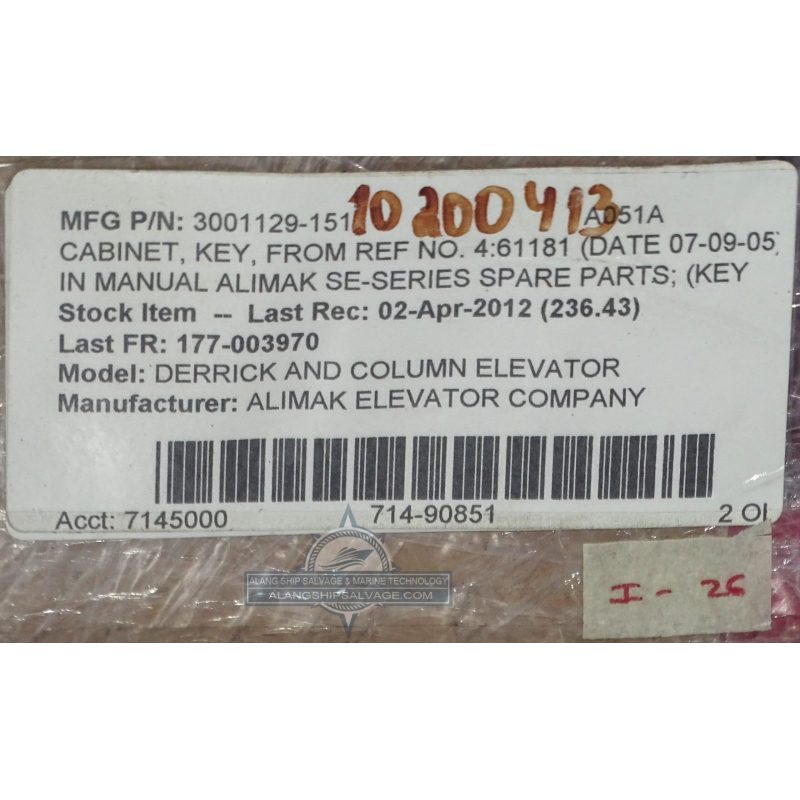 MFG P/N: 3001129-151 10200413 A051A
CABINET, KEY, FROM REF NO. 4:61181 (DATE 07-09-05)
IN MANUAL ALIMAK SE-SERIES SPARE PARTS; (KEY
Stock Item -- Last Rec: 02-Apr-2012 (236.43)
Last FR: 177-003970
Model: DERRICK AND COLUMN ELEVATOR
Manufacturer: ALIMAK ELEVATOR COMPANY
Acct: 7145000 714-90851 2 OI
ALANG SHIP SALVAGE & MARINE TECHNOLOGY
ALANGSHIPSALVAGE.COM
I - 26